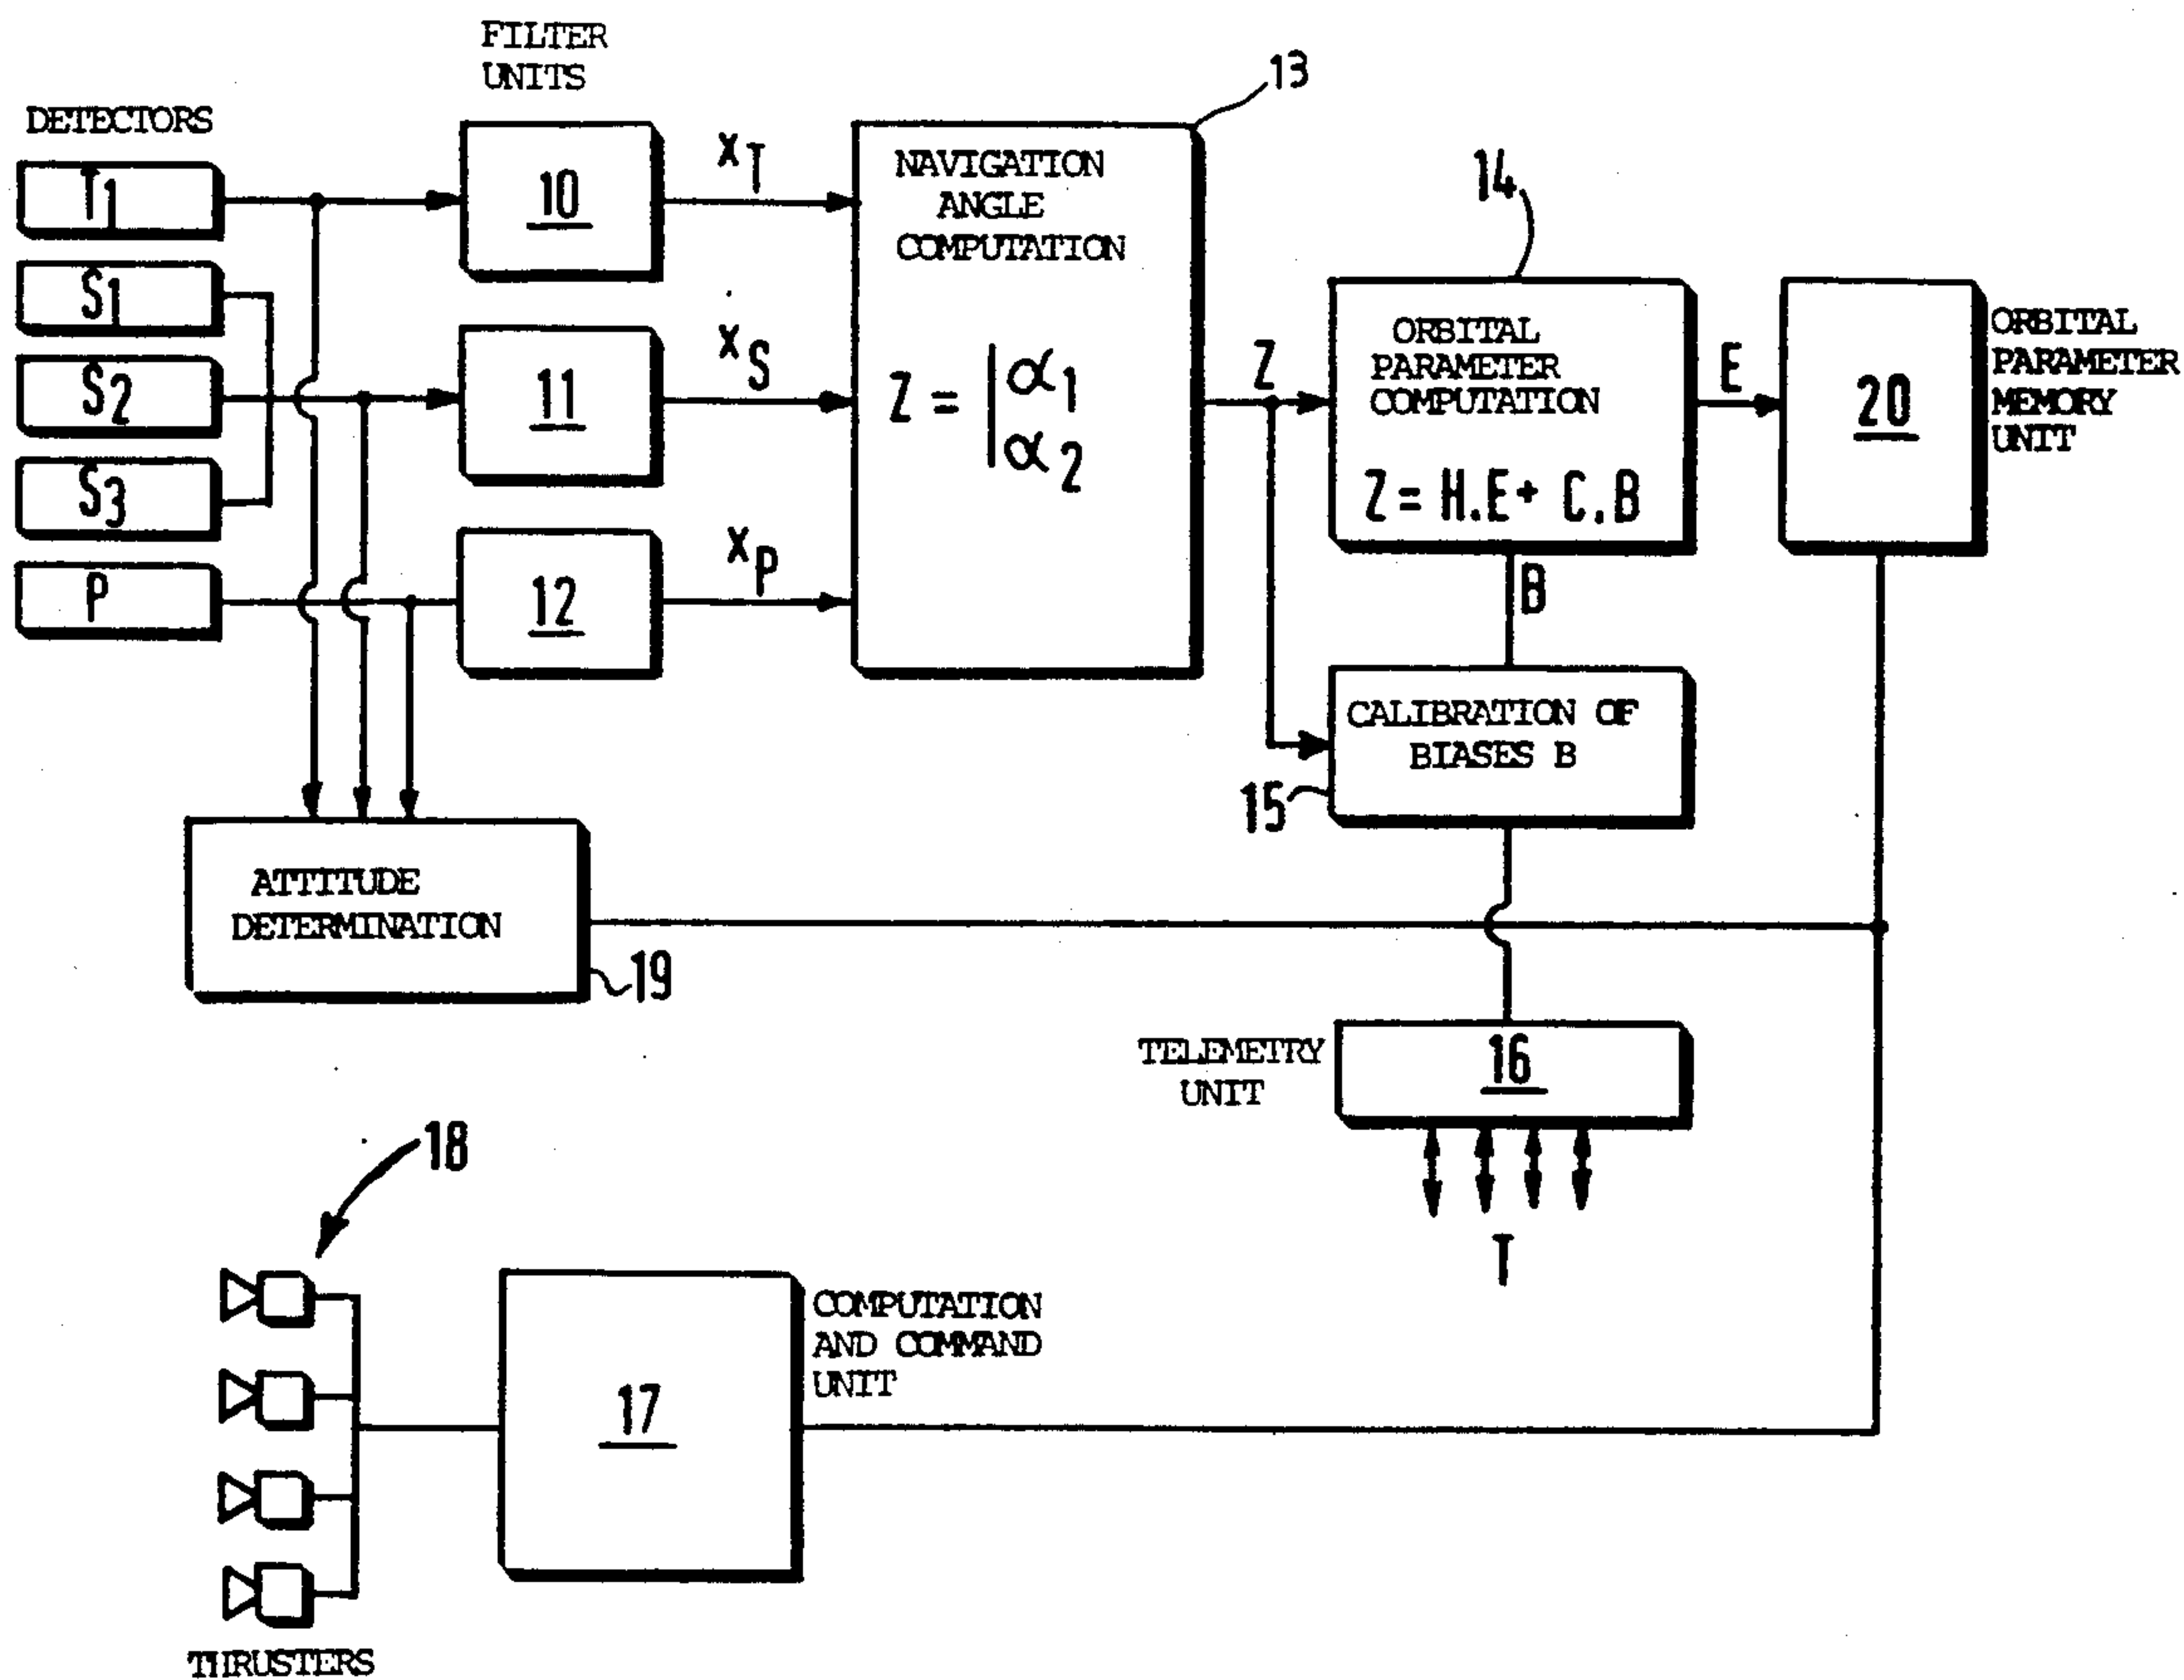 FILTER
UNITS
DETECTORS
T1
S1
S2
S3
P
10
11
12
XT
XS
XP
13
NAVIGATION
ANGLE
COMPUTATION
Z = | α1
α2
Z
14
ORBITAL
PARAMETER
COMPUTATION
Z = H.E + C.B
E
20
ORBITAL
PARAMETER
MEMORY
UNIT
B
CALIBRATION OF
BIASES B
15
ATTITUDE
DETERMINATION
19
TELEMETRY
UNIT
16
T
18
17
COMPUTATION
AND COMMAND
UNIT
THRUSTERS